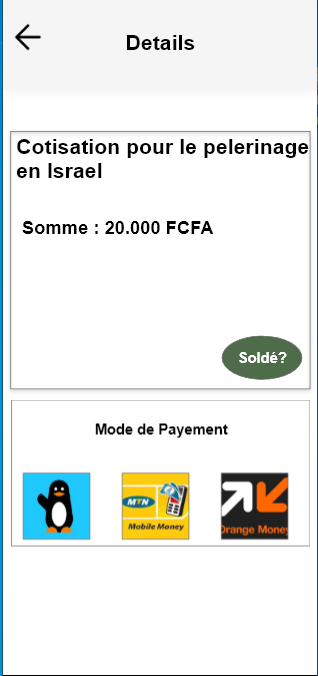 Details
Cotisation pour le pelerinage
en Israel
Somme : 20.000 FCFA
Soldé?
Mode de Payement
MTN
Mobile Money
Orange Money